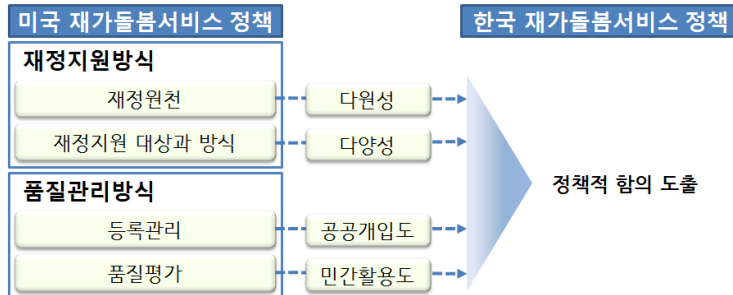 미국 재가돌봄서비스 정책
한국 재가돌봄서비스 정책
재정지원방식
재정원천
다원성
재정지원 대상과 방식
다양성
정책적 함의 도출
품질관리방식
등록관리
공공개입도
품질평가
민간활용도